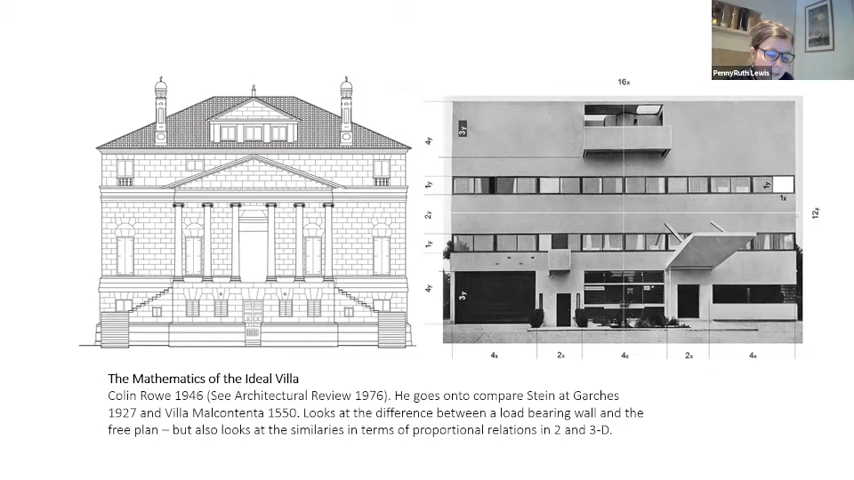 PennyRuth Lewis
16x
4y
3y
1y
1y
1x
2y
12y
1y
4y
3y
4x 2x 4x 2x 4x
The Mathematics of the Ideal Villa
Colin Rowe 1946 (See Architectural Review 1976). He goes onto compare Stein at Garches
1927 and Villa Malcontenta 1550. Looks at the difference between a load bearing wall and the
free plan – but also looks at the similaries in terms of proportional relations in 2 and 3-D.